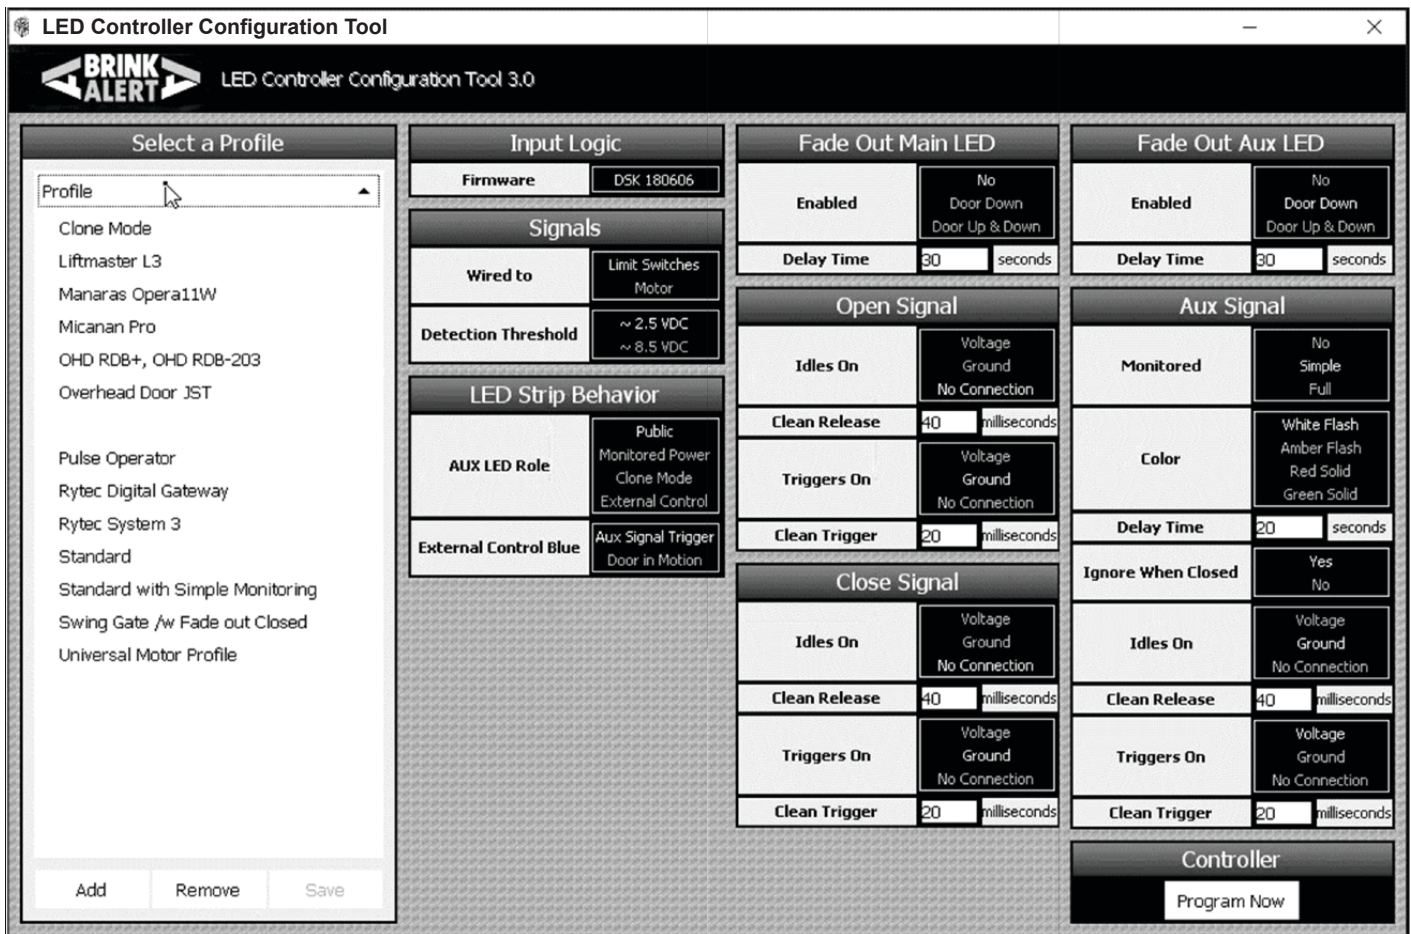 LED Controller Configuration Tool
BRINK
ALERT
LED Controller Configuration Tool 3.0
Select a Profile
Profile
Clone Mode
Liftmaster L3
Manaras Opera11W
Micanan Pro
OHD RDB+, OHD RDB-203
Overhead Door JST
Pulse Operator
Rytec Digital Gateway
Rytec System 3
Standard
Standard with Simple Monitoring
Swing Gate /w Fade out Closed
Universal Motor Profile
Add Remove Save
Input Logic
Firmware DSK 180606
Signals
Wired to
Limit Switches
Motor
Detection Threshold
~ 2.5 VDC
~ 8.5 VDC
LED Strip Behavior
AUX LED Role
Public
Monitored Power
Clone Mode
External Control
External Control Blue
Aux Signal Trigger
Door in Motion
Fade Out Main LED
Enabled
No
Door Down
Door Up & Down
Delay Time 30 seconds
Open Signal
Idles On
Voltage
Ground
No Connection
Clean Release 40 milliseconds
Triggers On
Voltage
Ground
No Connection
Clean Trigger 20 milliseconds
Close Signal
Idles On
Voltage
Ground
No Connection
Clean Release 40 milliseconds
Triggers On
Voltage
Ground
No Connection
Clean Trigger 20 milliseconds
Fade Out Aux LED
Enabled
No
Door Down
Door Up & Down
Delay Time 30 seconds
Aux Signal
Monitored
No
Simple
Full
Color
White Flash
Amber Flash
Red Solid
Green Solid
Delay Time 20 seconds
Ignore When Closed
Yes
No
Idles On
Voltage
Ground
No Connection
Clean Release 40 milliseconds
Triggers On
Voltage
Ground
No Connection
Clean Trigger 20 milliseconds
Controller
Program Now